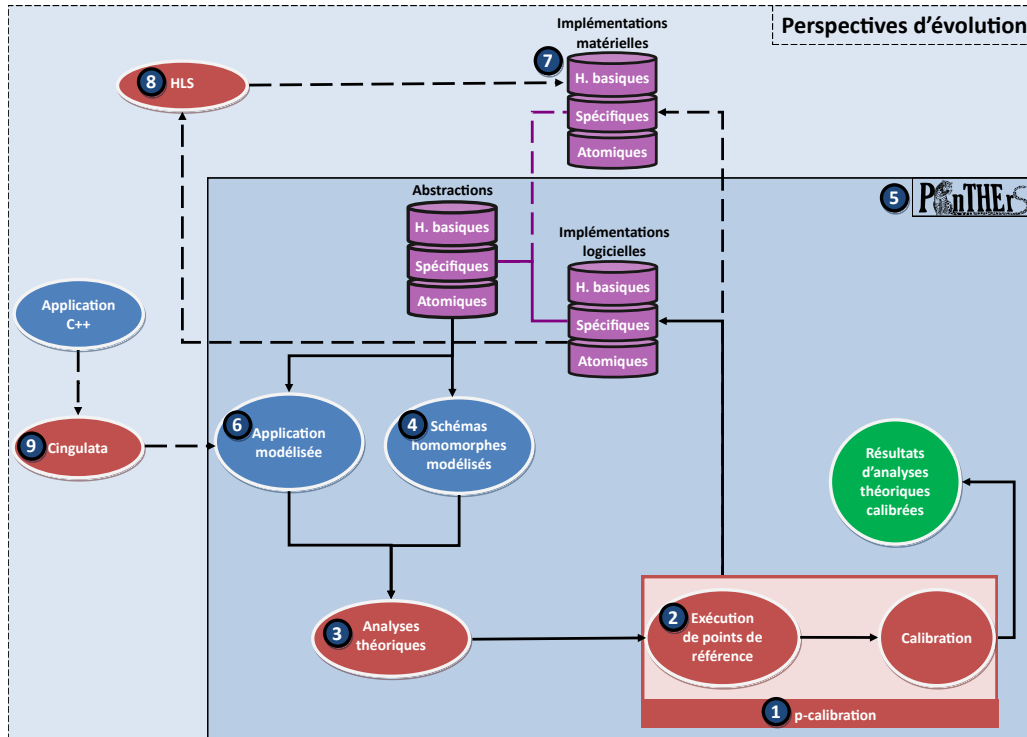 Perspectives d'évolution
Implémentations
matérielles
7
H. basiques
Spécifiques
Atomiques
8
HLS
5
PAnTHErS
Abstractions
H. basiques
Spécifiques
Atomiques
Implémentations
logicielles
H. basiques
Spécifiques
Atomiques
Application
C++
9
Cingulata
6
Application
modélisée
4
Schémas
homomorphes
modélisés
Résultats
d'analyses
théoriques
calibrées
3
Analyses
théoriques
2
Exécution
de points de
référence
Calibration
1
p-calibration